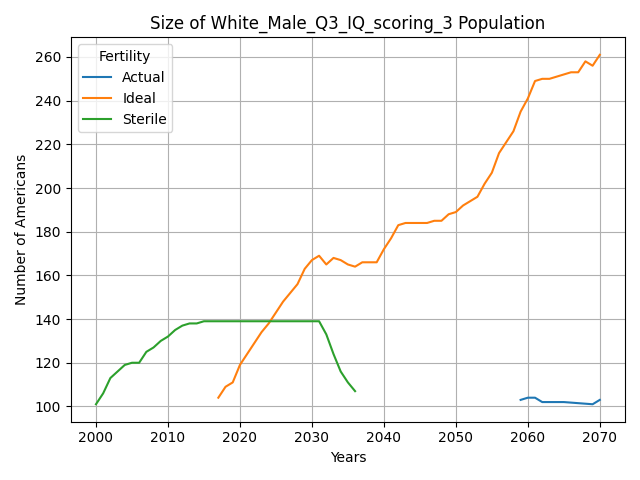 Size of White_Male_Q3_IQ_scoring_3 Population
Fertility
Actual
Ideal
Sterile
Number of Americans
260
240
220
200
180
160
140
120
100
2000 2010 2020 2030 2040 2050 2060 2070
Years